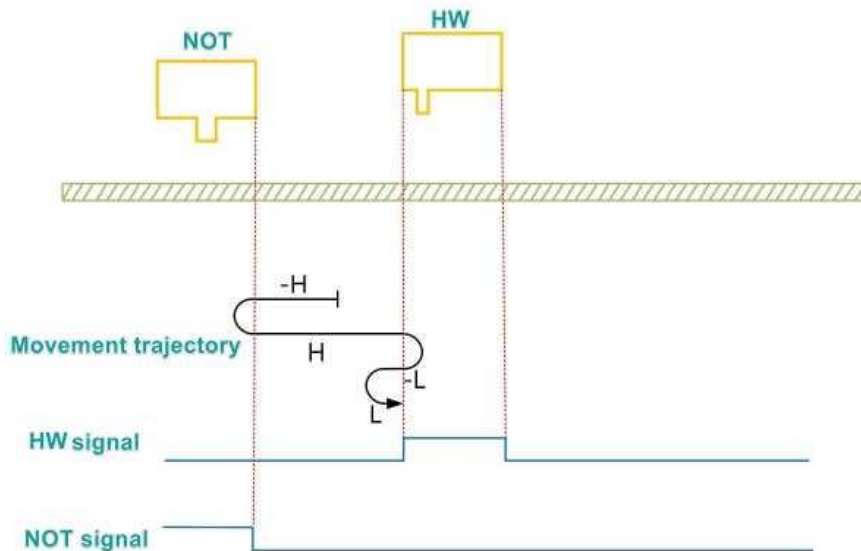 NOT
HW
-H
Movement trajectory
H
-L
L
HW signal
NOT signal